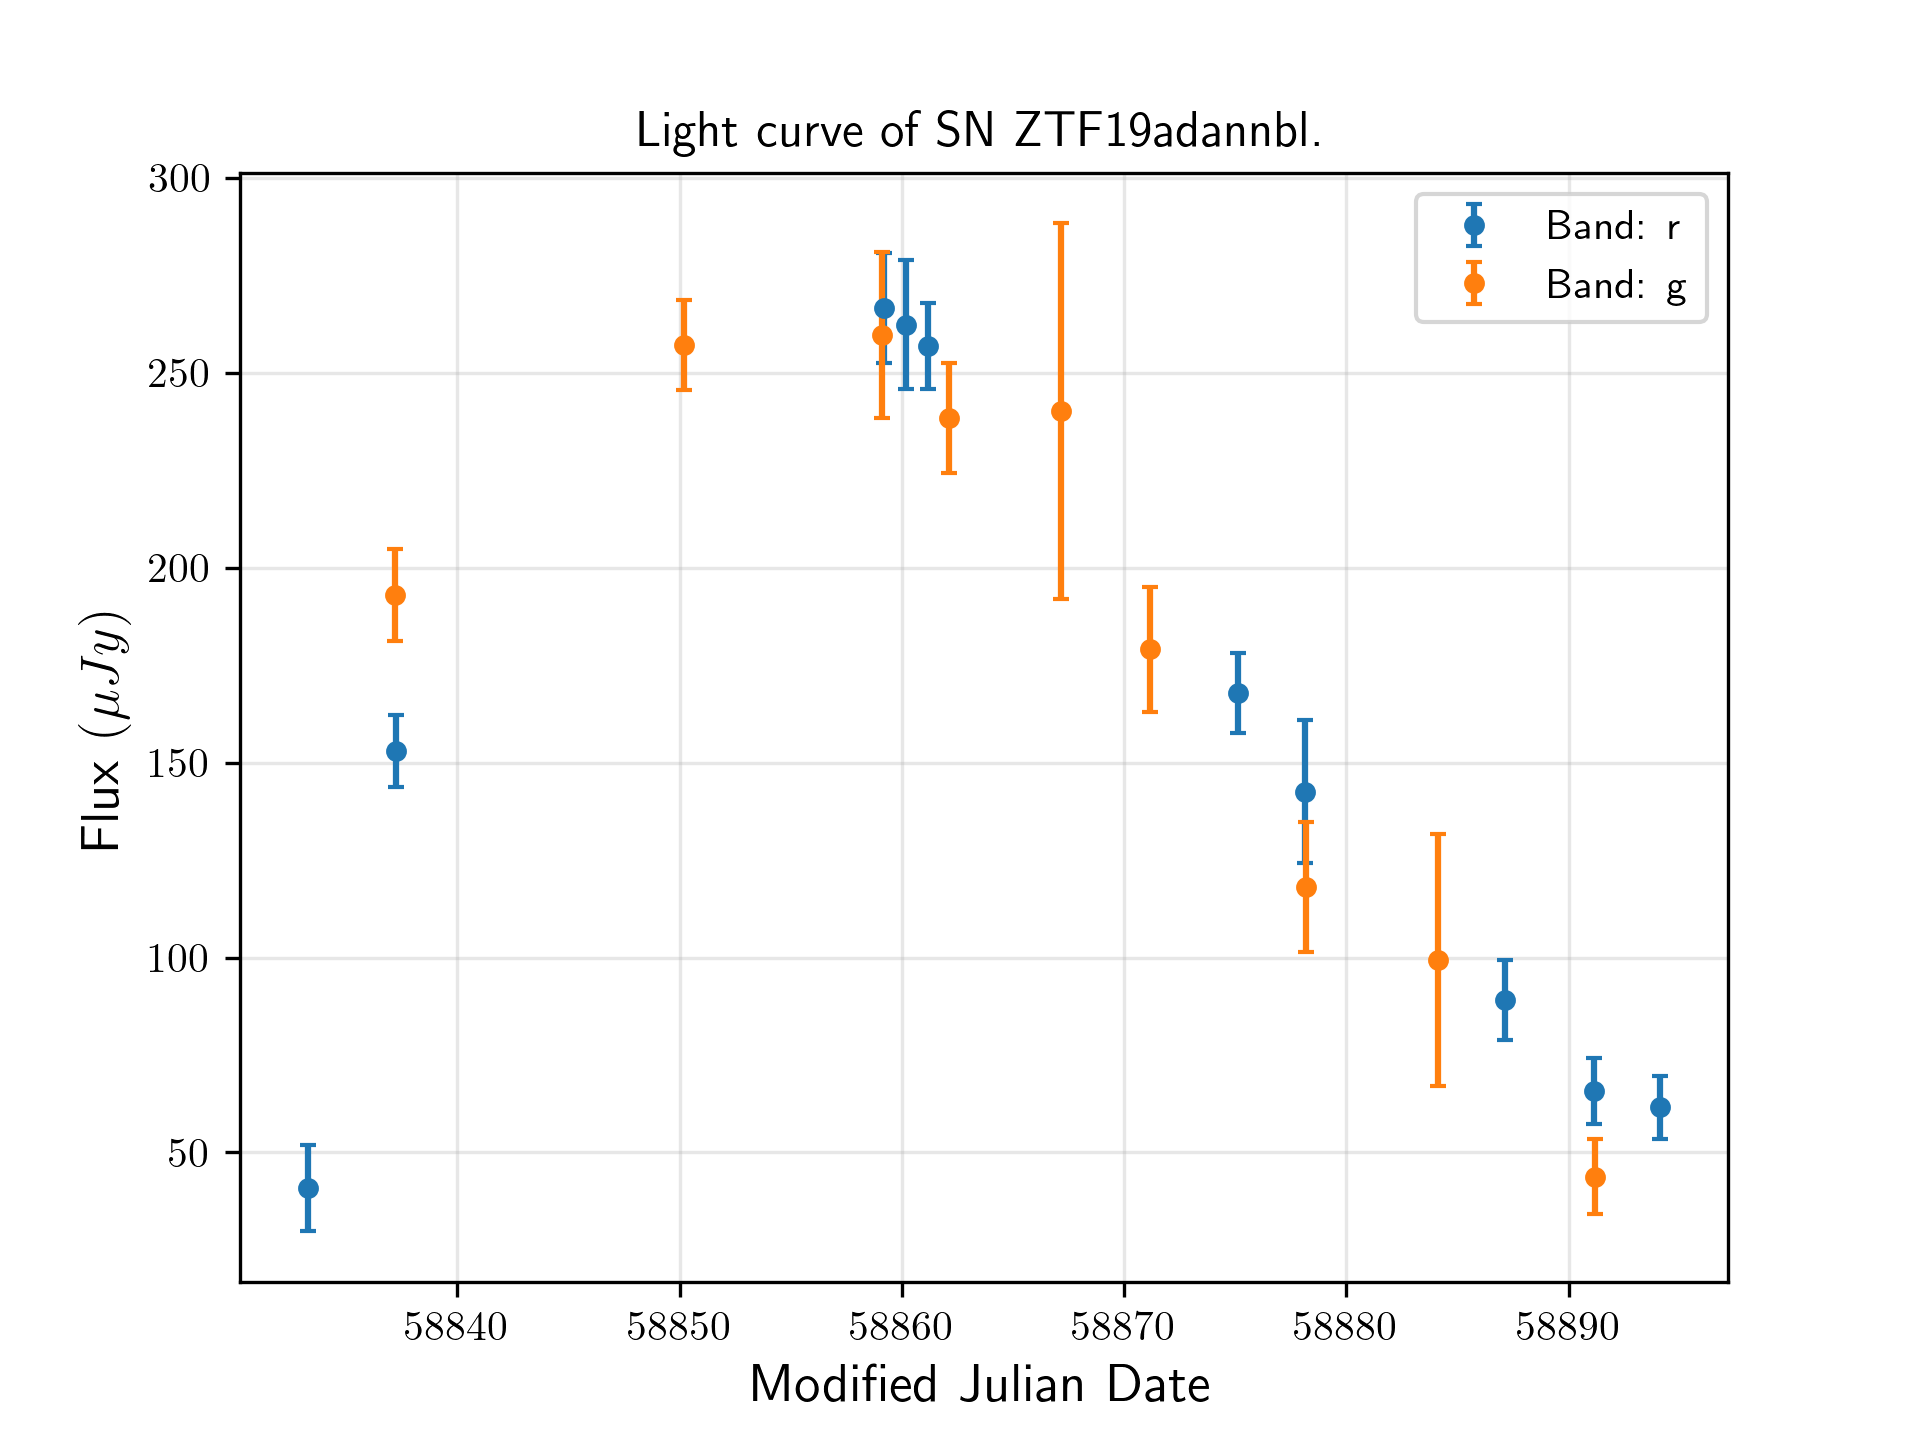 Light curve of SN ZTF19adannbl.
300
250
200
150
100
50
Flux (μJy)
Band: r
Band: g
58840 58850 58860 58870 58880 58890
Modified Julian Date